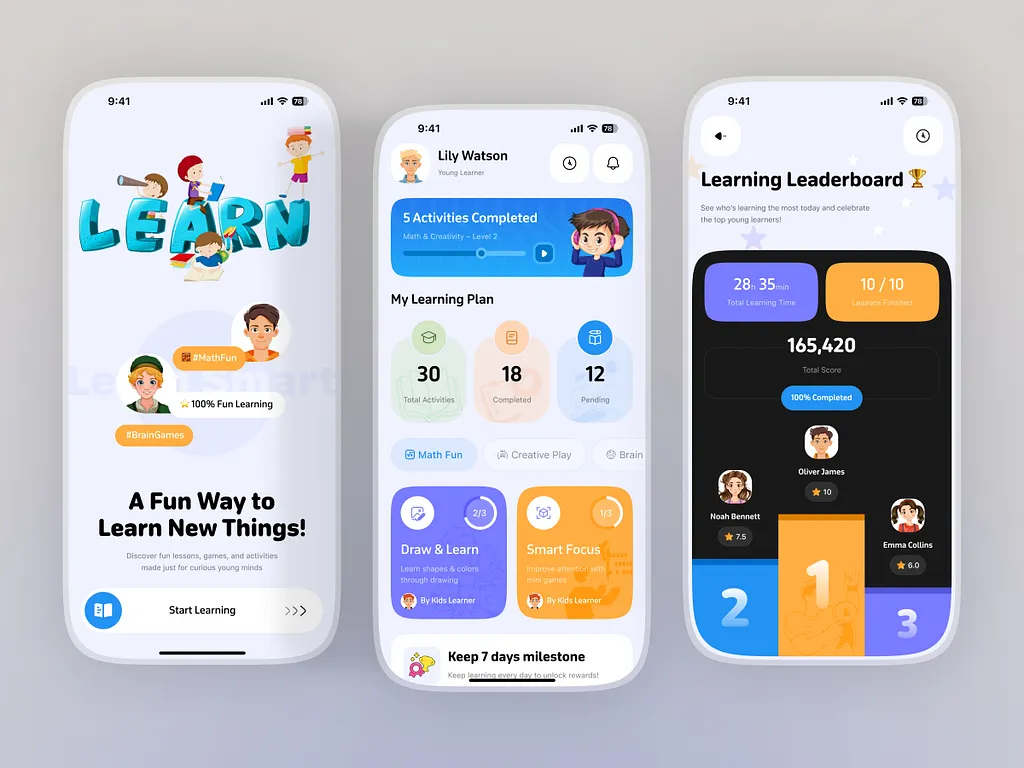 9:41
78
LEARN
Learn Smart
#MathFun
⭐ 100% Fun Learning
#BrainGames
A Fun Way to
Learn New Things!
Discover fun lessons, games, and activities
made just for curious young minds
Start Learning
9:41
78
Lily Watson
Young Learner
5 Activities Completed
Math & Creativity – Level 2
My Learning Plan
30
Total Activities
18
Completed
12
Pending
Math Fun
Creative Play
Brain
2/3
Draw & Learn
Learn shapes & colors
through drawing
By Kids Learner
1/3
Smart Focus
Improve attention with
mini games
By Kids Learner
Keep 7 days milestone
Keep learning every day to unlock rewards!
9:41
78
Learning Leaderboard 🏆
See who's learning the most today and celebrate
the top young learners!
28h 35min
Total Learning Time
10 / 10
Lessons Finished
165,420
Total Score
100% Completed
Oliver James
⭐ 10
Noah Bennett
⭐ 7.5
Emma Collins
⭐ 6.0
1
2
3